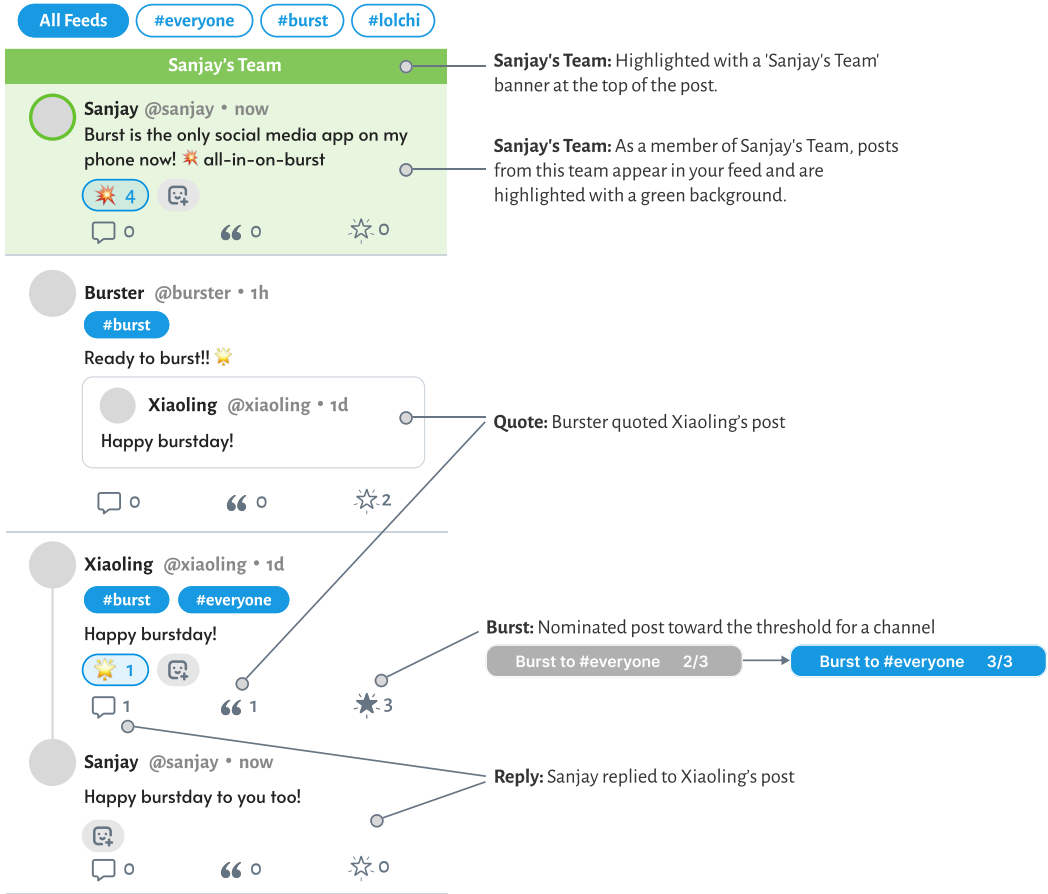 All Feeds #everyone #burst #lolchi
Sanjay's Team
Sanjay's Team: Highlighted with a 'Sanjay's Team'
banner at the top of the post.
Sanjay @sanjay • now
Burst is the only social media app on my
phone now! 💥 all-in-on-burst
💥 4
0 0 0
Sanjay's Team: As a member of Sanjay's Team, posts
from this team appear in your feed and are
highlighted with a green background.
Burster @burster • 1h
#burst
Ready to burst!! 🌟
Xiaoling @xiaoling • 1d
Happy burstday!
Quote: Burster quoted Xiaoling’s post
0 0 2
Xiaoling @xiaoling • 1d
#burst #everyone
Happy burstday!
🌟 1
1 1 3
Burst: Nominated post toward the threshold for a channel
Burst to #everyone 2/3 Burst to #everyone 3/3
Sanjay @sanjay • now
Happy burstday to you too!
0 0 0
Reply: Sanjay replied to Xiaoling’s post